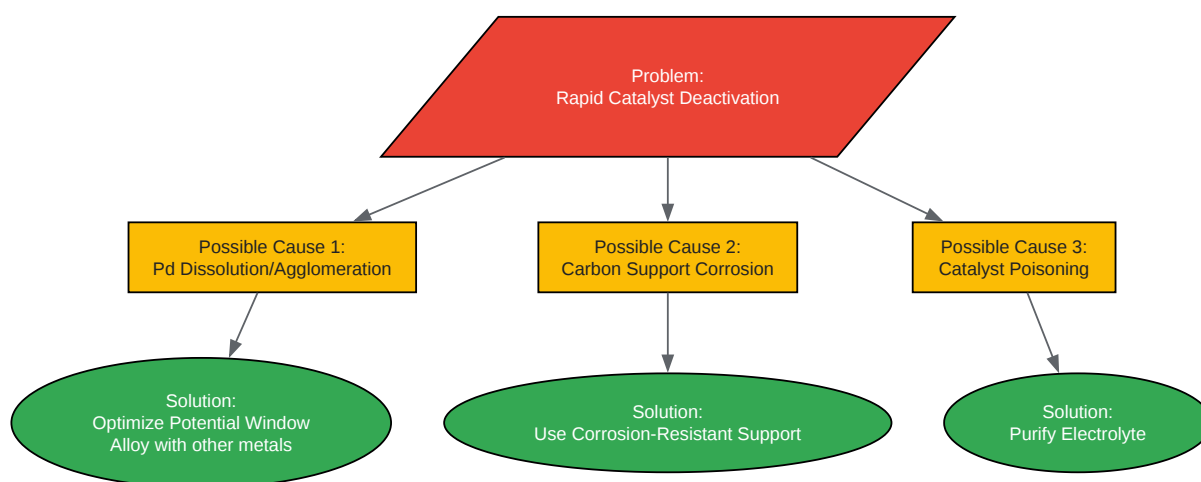 Problem:
Rapid Catalyst Deactivation
Possible Cause 1:
Pd Dissolution/Agglomeration
Possible Cause 2:
Carbon Support Corrosion
Possible Cause 3:
Catalyst Poisoning
Solution:
Optimize Potential Window
Alloy with other metals
Solution:
Use Corrosion-Resistant Support
Solution:
Purify Electrolyte